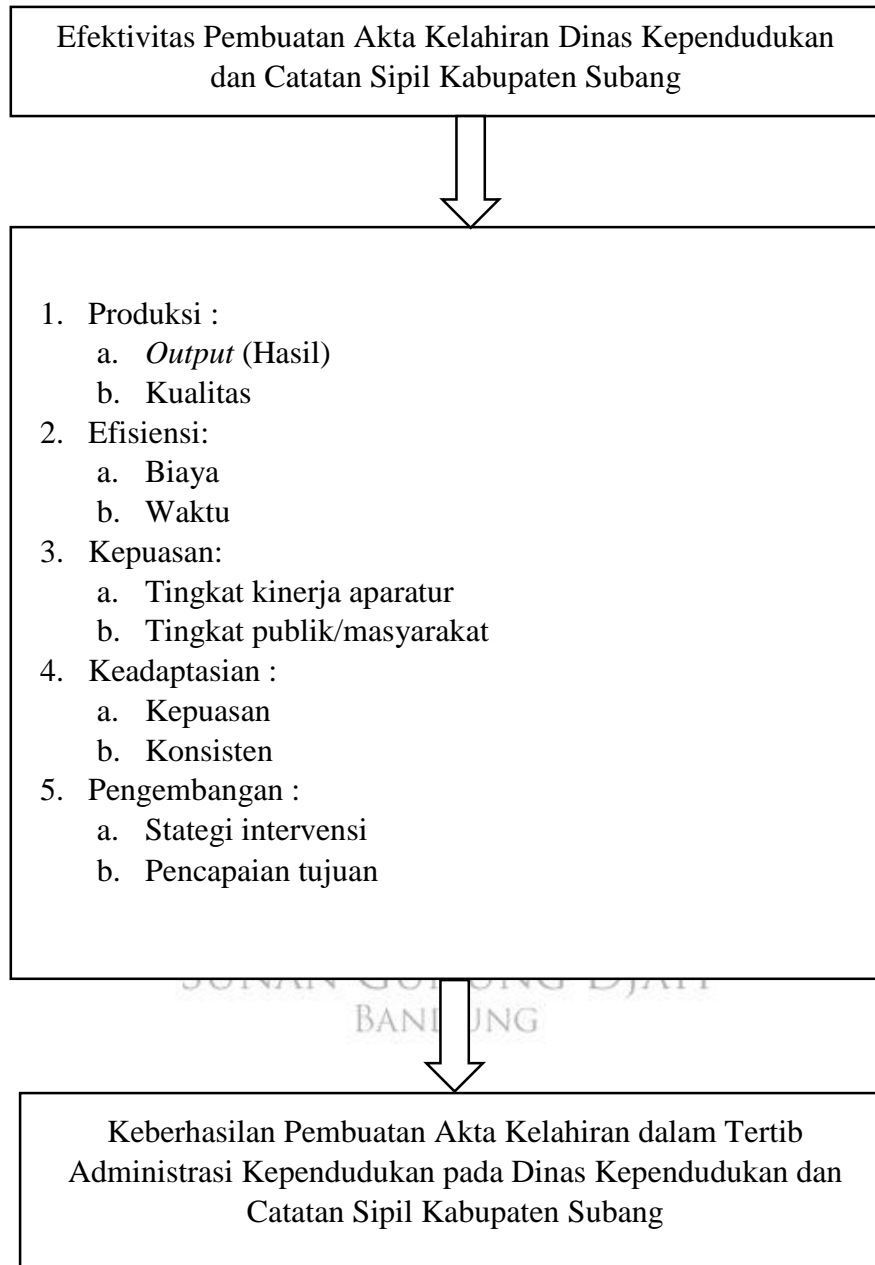 Efektivitas Pembuatan Akta Kelahiran Dinas Kependudukan
dan Catatan Sipil Kabupaten Subang
1. Produksi :
a. Output (Hasil)
b. Kualitas
2. Efisiensi:
a. Biaya
b. Waktu
3. Kepuasan:
a. Tingkat kinerja aparatur
b. Tingkat publik/masyarakat
4. Keadaptasian :
a. Kepuasan
b. Konsisten
5. Pengembangan :
a. Stategi intervensi
b. Pencapaian tujuan
Keberhasilan Pembuatan Akta Kelahiran dalam Tertib
Administrasi Kependudukan pada Dinas Kependudukan dan
Catatan Sipil Kabupaten Subang